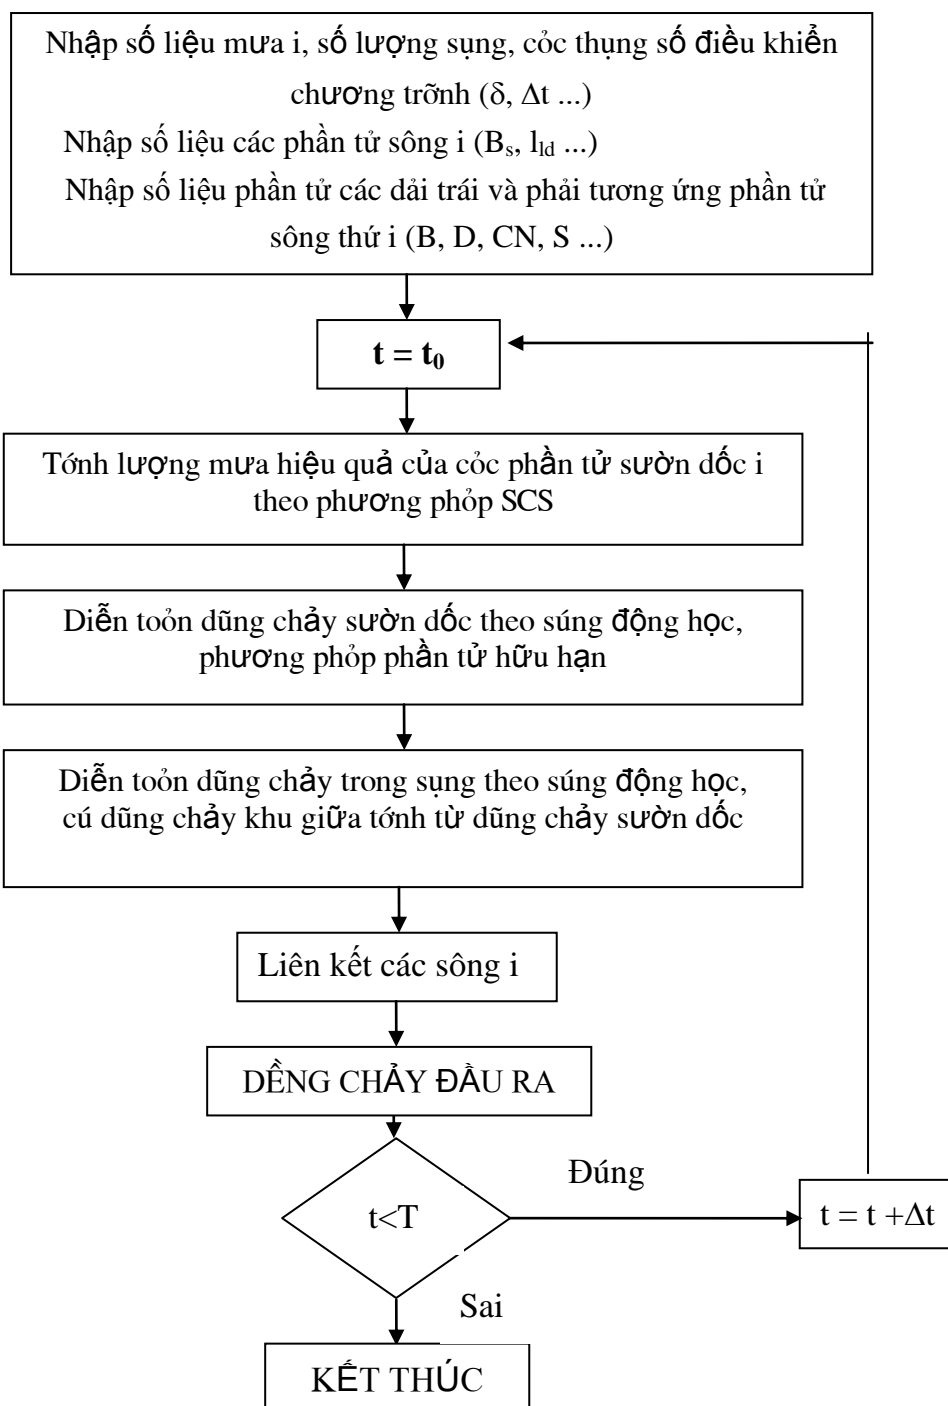 Nhập số liệu mưa i, số lượng sụng, cỏc thụng số điều khiển
chương trỡnh (δ, Δt ...)
Nhập số liệu các phần tử sông i (Bs, lld ...)
Nhập số liệu phần tử các dải trái và phải tương ứng phần tử
sông thứ i (B, D, CN, S ...)
t = t0
Tớnh lượng mưa hiệu quả của cỏc phần tử sườn dốc i
theo phương phỏp SCS
Diễn toỏn dũng chảy sườn dốc theo súng động học,
phương phỏp phần tử hữu hạn
Diễn toỏn dũng chảy trong sụng theo súng động học,
cú dũng chảy khu giữa tớnh từ dũng chảy sườn dốc
Liên kết các sông i
DỀNG CHẢY ĐẦU RA
t<T
Đúng
t = t +Δt
Sai
KẾT THÚC